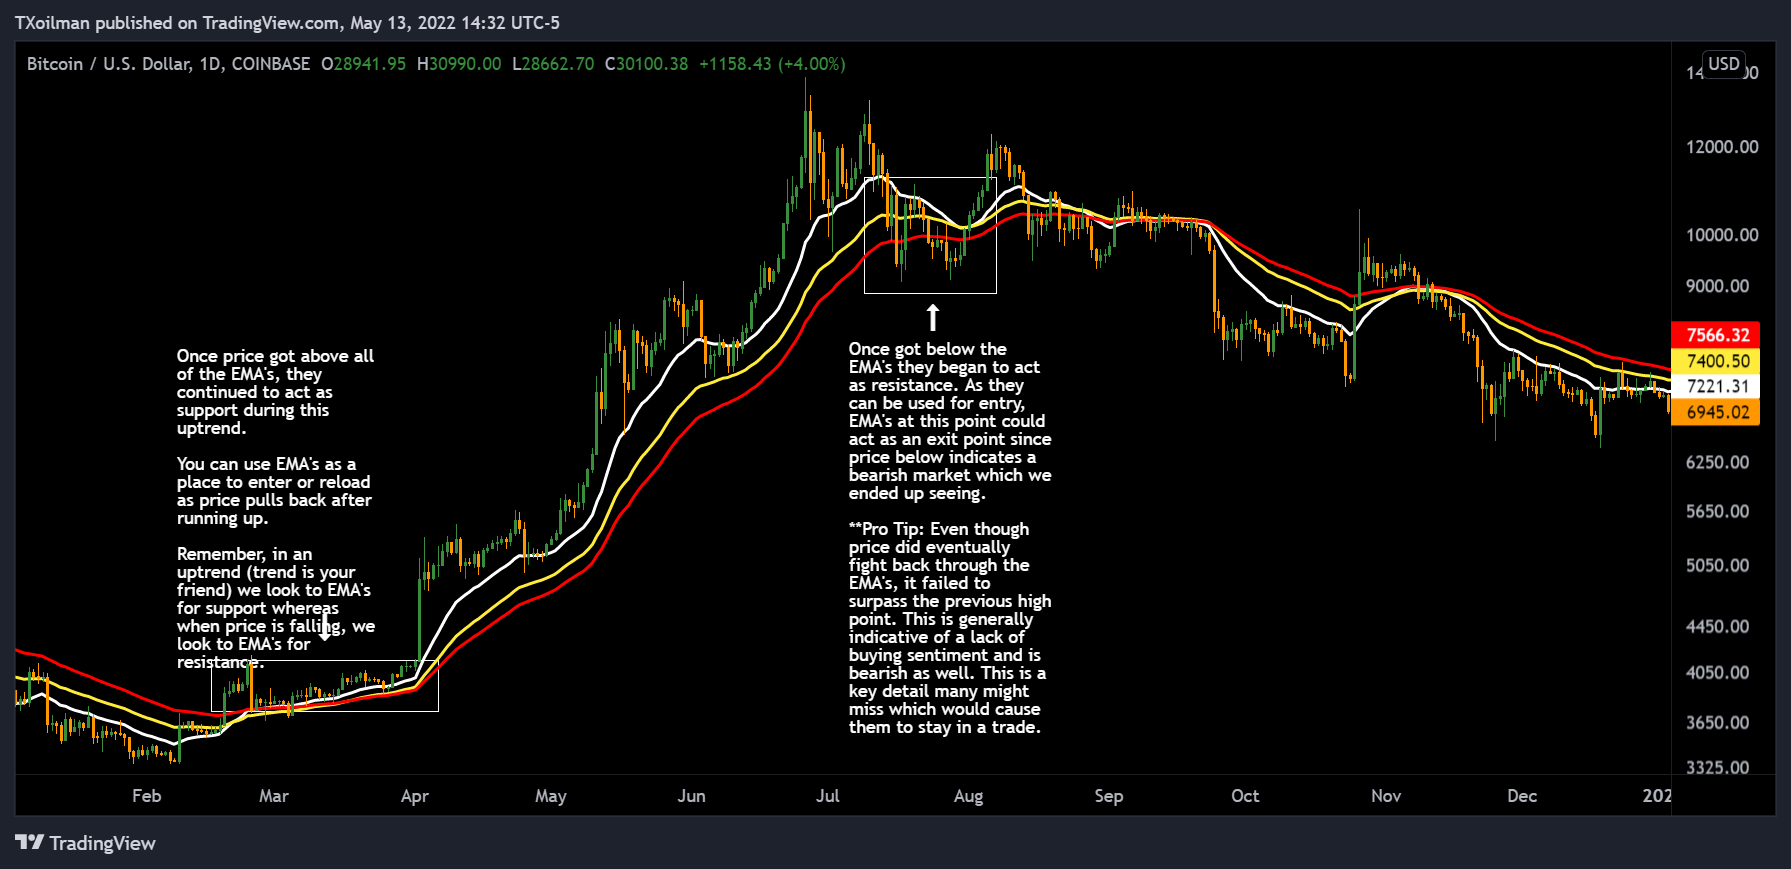 TXoilman published on TradingView.com, May 13, 2022 14:32 UTC-5
Bitcoin / U.S. Dollar, 1D, COINBASE O28941.95 H30990.00 L28662.70 C30100.38 +1158.43 (+4.00%)
USD
12000.00
10000.00
9000.00
7566.32
7400.50
7221.31
6945.02
6250.00
5650.00
5050.00
4450.00
4050.00
3650.00
3325.00
Once price got above all
of the EMA's, they
continued to act as
support during this
uptrend.
You can use EMA's as a
place to enter or reload
as price pulls back after
running up.
Remember, in an
uptrend (trend is your
friend) we look to EMA's
for support whereas
when price is falling, we
look to EMA's for
resistance.
Once got below the
EMA's they began to act
as resistance. As they
can be used for entry,
EMA's at this point could
act as an exit point since
price below indicates a
bearish market which we
ended up seeing.
**Pro Tip: Even though
price did eventually
fight back through the
EMA's, it failed to
surpass the previous high
point. This is generally
indicative of a lack of
buying sentiment and is
bearish as well. This is a
key detail many might
miss which would cause
them to stay in a trade.
Feb Mar Apr May Jun Jul Aug Sep Oct Nov Dec
TradingView